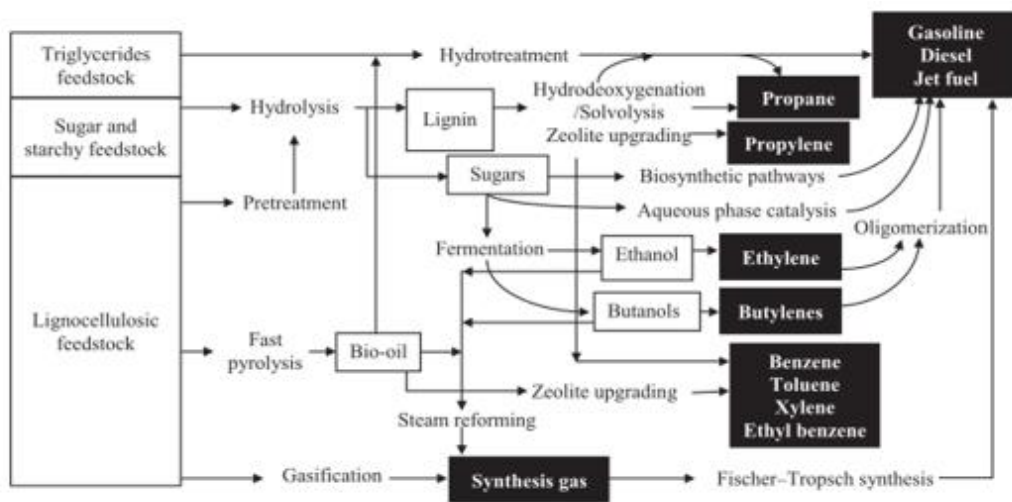 Triglycerides
feedstock
Sugar and
starchy feedstock
Lignocellulosic
feedstock
Hydrotreatment
Hydrolysis
Lignin
Hydrodeoxygenation
/Solvolysis
Zeolite upgrading
Gasoline
Diesel
Jet fuel
Propane
Propylene
Pretreatment
Sugars
Biosynthetic pathways
Aqueous phase catalysis
Oligomerization
Fermentation
Ethanol
Ethylene
Butanols
Butylenes
Fast
pyrolysis
Bio-oil
Zeolite upgrading
Benzene
Toluene
Xylene
Ethyl benzene
Steam reforming
Gasification
Synthesis gas
Fischer–Tropsch synthesis